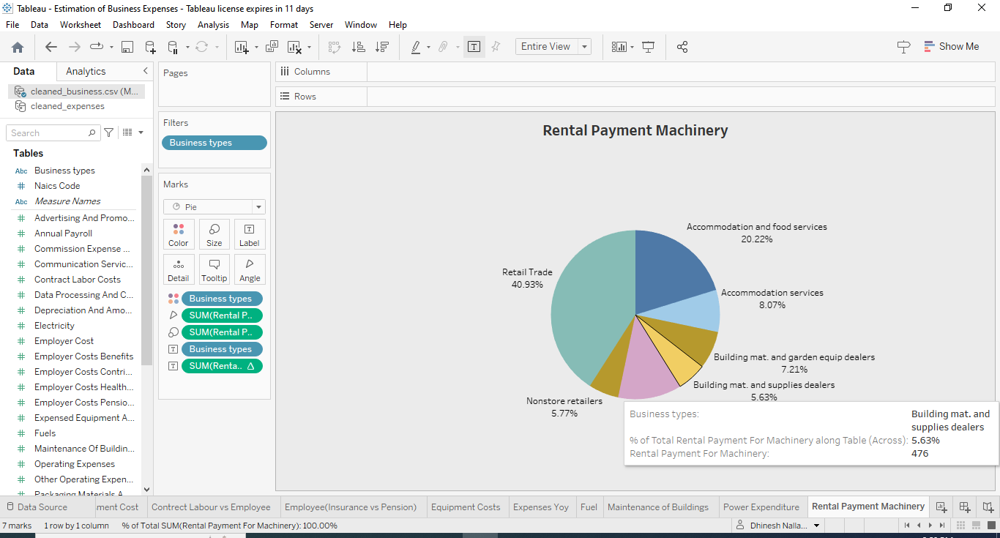 Tableau - Estimation of Business Expenses - Tableau license expires in 11 days
File Data Worksheet Dashboard Story Analysis Map Format Server Window Help
Entire View
Show Me
Data Analytics
cleaned_business.csv (M...
cleaned_expenses
Search
Tables
Abc Business types
# Naics Code
Abc Measure Names
# Advertising And Promo...
# Annual Payroll
# Commission Expense ...
# Communication Servic...
# Contract Labor Costs
# Data Processing And C...
# Depreciation And Amo...
# Electricity
# Employer Cost
# Employer Costs Benefits
# Employer Costs Contri...
# Employer Costs Health...
# Employer Costs Pensio...
# Expensed Equipment A...
# Fuels
# Maintenance Of Buildin...
# Operating Expenses
# Other Operating Expen...
# Packaging Materials A...
Pages
Filters
Business types
Marks
Pie
Color Size Label
Detail Tooltip Angle
Business types
SUM(Rental P..
SUM(Rental P..
Business types
SUM(Renta.. Δ
Columns
Rows
Rental Payment Machinery
Accommodation and food services
20.22%
Retail Trade
40.93%
Accommodation services
8.07%
Building mat. and garden equip dealers
7.21%
Building mat. and supplies dealers
5.63%
Nonstore retailers
5.77%
Business types: Building mat. and
supplies dealers
% of Total Rental Payment For Machinery along Table (Across): 5.63%
Rental Payment For Machinery: 476
Data Source ment Cost Contrect Labour vs Employee Employee(Insurance vs Pension) Equipment Costs Expenses Yoy Fuel Maintenance of Buildings Power Expenditure Rental Payment Machinery
7 marks 1 row by 1 column % of Total SUM(Rental Payment For Machinery): 100.00% Dhinesh Nalla...